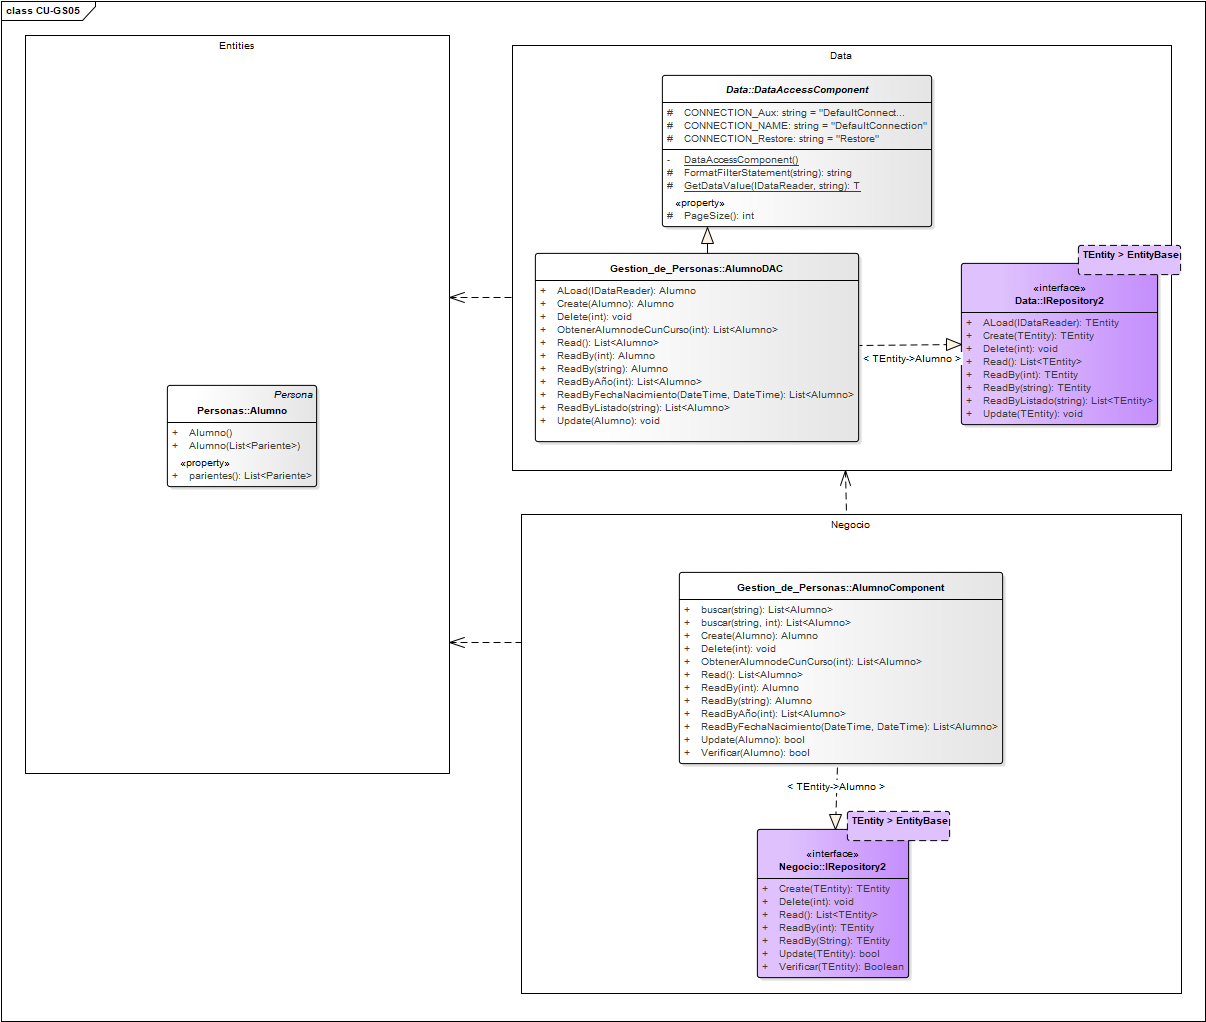 class CU-GS05
Entities
Persona
Personas::Alumno
+ Alumno()
+ Alumno(List<Pariente>)
«property»
+ parientes(): List<Pariente>
Data
Data::DataAccessComponent
# CONNECTION_Aux: string = "DefaultConnect...
# CONNECTION_NAME: string = "DefaultConnection"
# CONNECTION_Restore: string = "Restore"
- DataAccessComponent()
# FormatFilterStatement(string): string
# GetDataValue(IDataReader, string): T
«property»
# PageSize(): int
Gestion_de_Personas::AlumnoDAC
+ ALoad(IDataReader): Alumno
+ Create(Alumno): Alumno
+ Delete(int): void
+ ObtenerAlumnodeCunCurso(int): List<Alumno>
+ Read(): List<Alumno>
+ ReadBy(int): Alumno
+ ReadBy(string): Alumno
+ ReadByAño(int): List<Alumno>
+ ReadByFechaNacimiento(DateTime, DateTime): List<Alumno>
+ ReadByListado(string): List<Alumno>
+ Update(Alumno): void
< TEntity->Alumno >
TEntity > EntityBase
«interface»
Data::IRepository2
+ ALoad(IDataReader): TEntity
+ Create(TEntity): TEntity
+ Delete(int): void
+ Read(): List<TEntity>
+ ReadBy(int): TEntity
+ ReadBy(string): TEntity
+ ReadByListado(string): List<TEntity>
+ Update(TEntity): void
Negocio
Gestion_de_Personas::AlumnoComponent
+ buscar(string): List<Alumno>
+ buscar(string, int): List<Alumno>
+ Create(Alumno): Alumno
+ Delete(int): void
+ ObtenerAlumnodeCunCurso(int): List<Alumno>
+ Read(): List<Alumno>
+ ReadBy(int): Alumno
+ ReadBy(string): Alumno
+ ReadByAño(int): List<Alumno>
+ ReadByFechaNacimiento(DateTime, DateTime): List<Alumno>
+ Update(Alumno): bool
+ Verificar(Alumno): bool
< TEntity->Alumno >
TEntity > EntityBase
«interface»
Negocio::IRepository2
+ Create(TEntity): TEntity
+ Delete(int): void
+ Read(): List<TEntity>
+ ReadBy(int): TEntity
+ ReadBy(String): TEntity
+ Update(TEntity): bool
+ Verificar(TEntity): Boolean